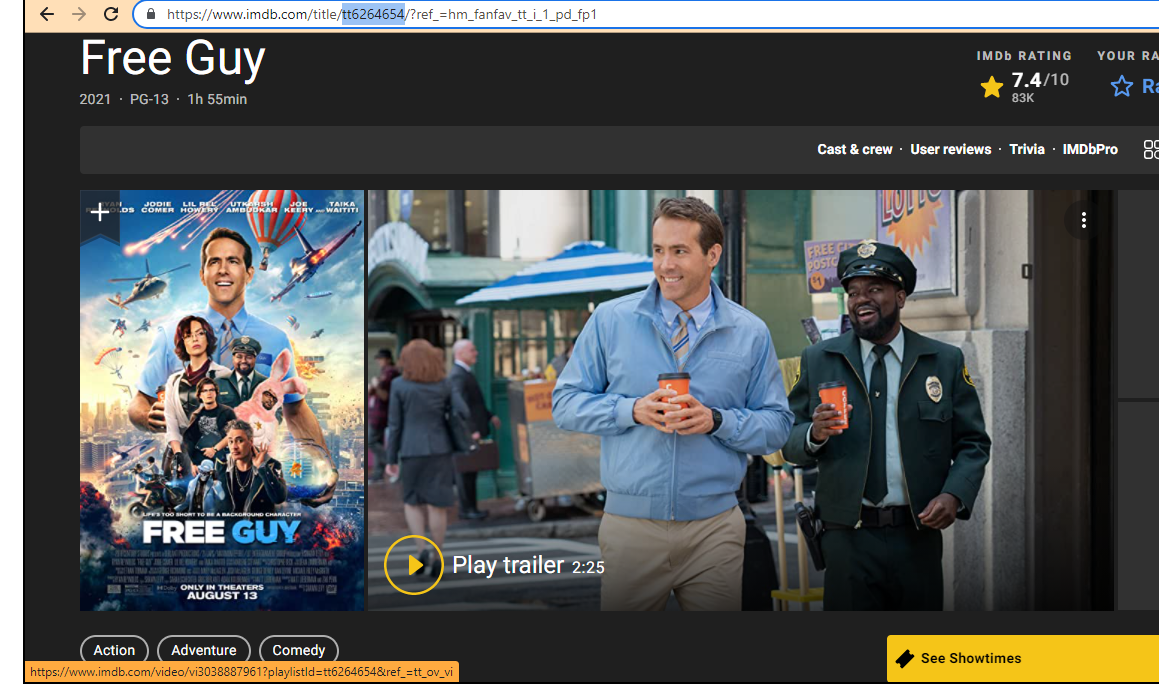 https://www.imdb.com/title/tt6264654/?ref_=hm_fanfav_tt_i_1_pd_fp1
Free Guy
2021 · PG-13 · 1h 55min
IMDb RATING
YOUR RA
7.4/10
83K
Ra
Cast & crew · User reviews · Trivia · IMDbPro
JODIE COMER
LIL REL HOWERY
UTKARSH AMBUDKAR
JOE KEERY
AND TAIKA WAITITI
LIFE'S TOO SHORT TO BE A BACKGROUND CHARACTER
FREE GUY
ONLY IN THEATERS
AUGUST 13
LOTTO
FREE CITY
POSTC
Play trailer 2:25
Action
Adventure
Comedy
See Showtimes
https://www.imdb.com/video/vi3038887961?playlistId=tt6264654&ref_=tt_ov_vi